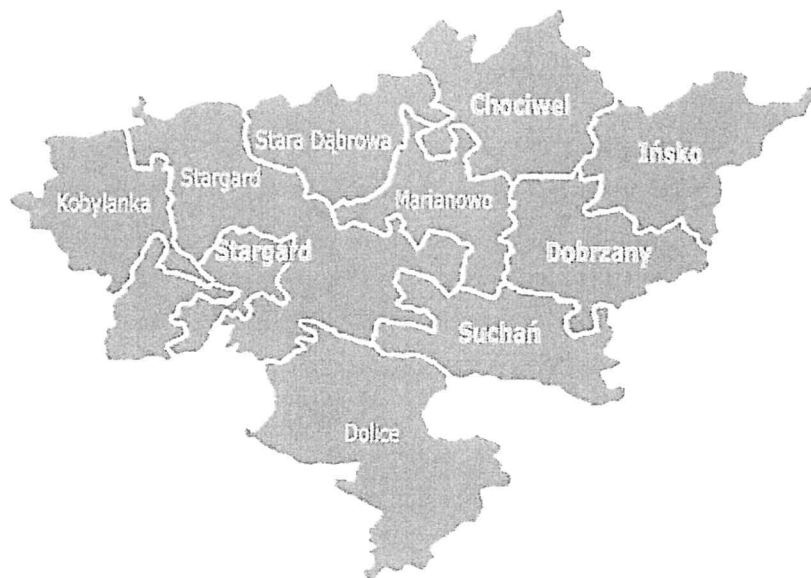 Chociwel
Stara Dąbrowa
Ińsko
Stargard
Kobylanka
Marianowo
Stargard
Dobrzany
Suchań
Dolice